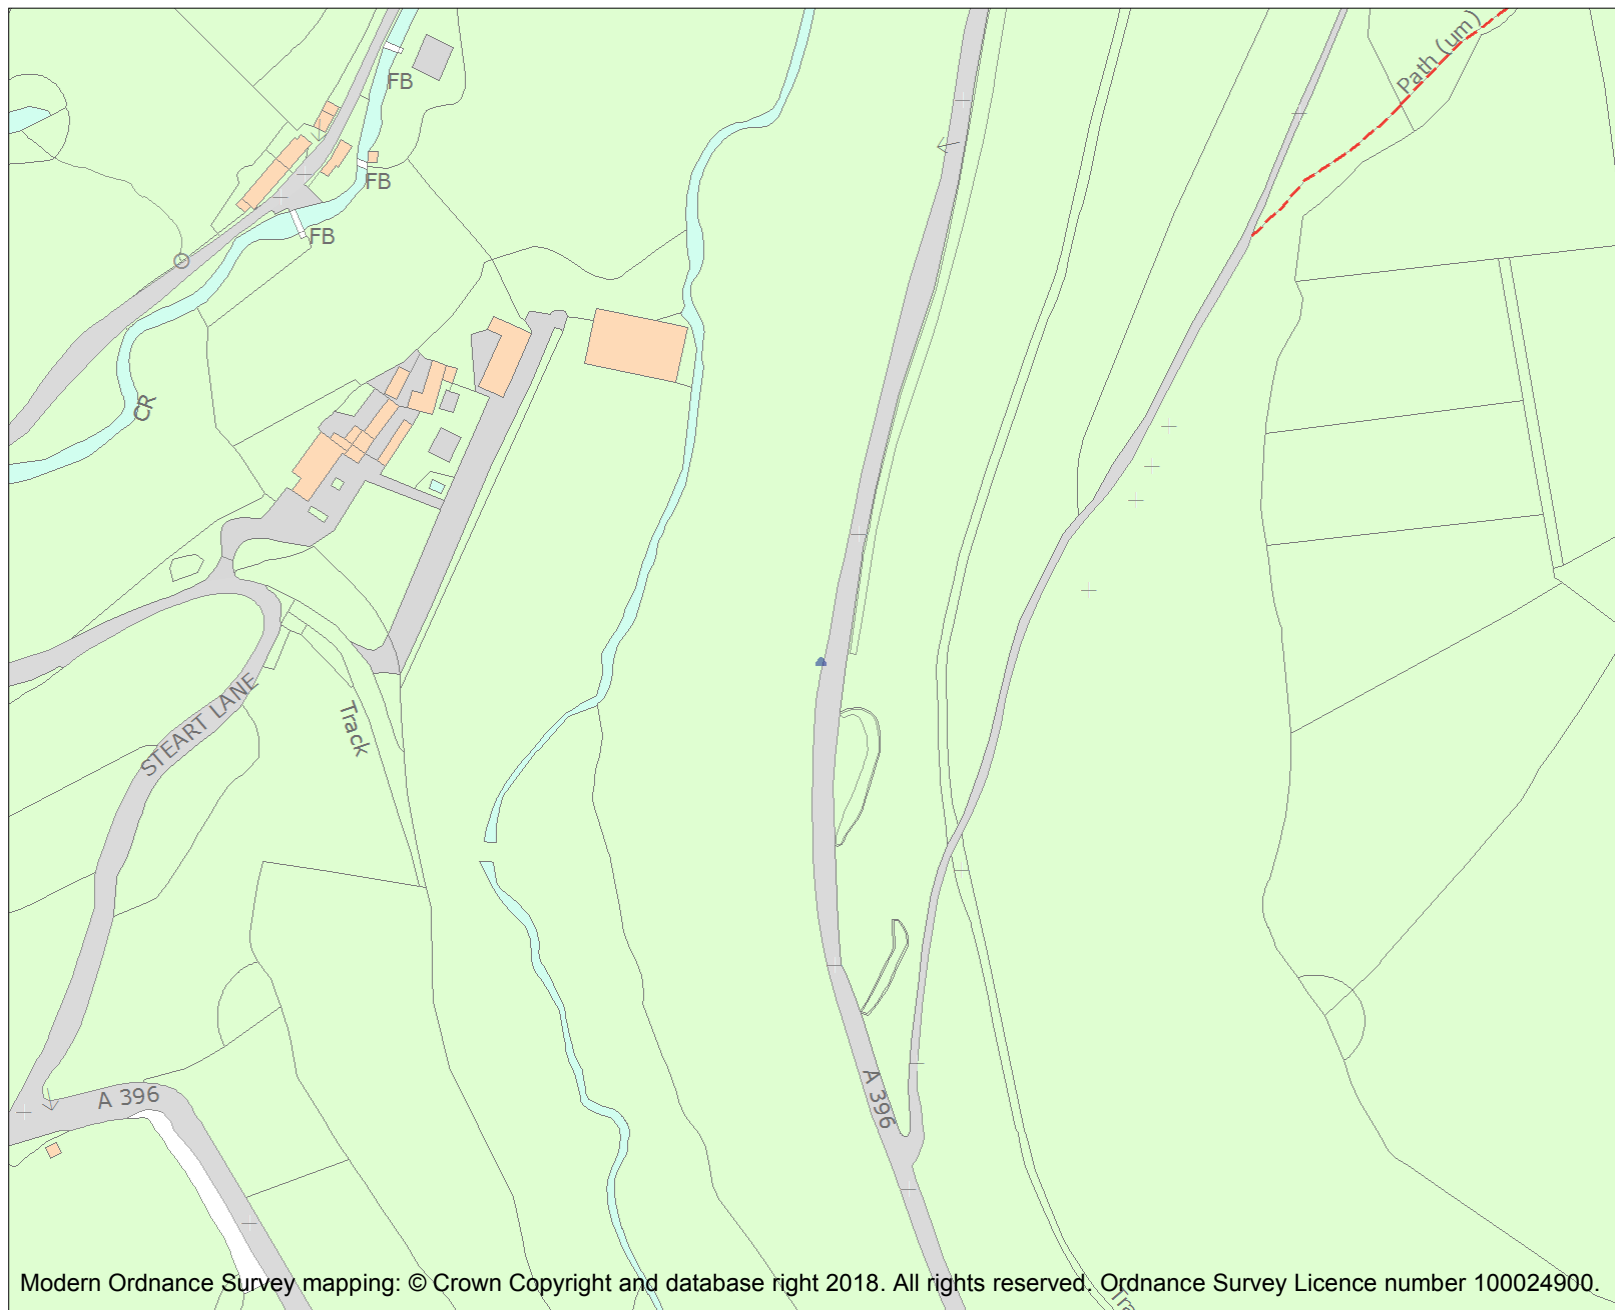 Path (um)
FB
FB
FB
CR
STEART LANE
Track
A 396
A 396
Tra
Modern Ordnance Survey mapping: © Crown Copyright and database right 2018. All rights reserved. Ordnance Survey Licence number 100024900.